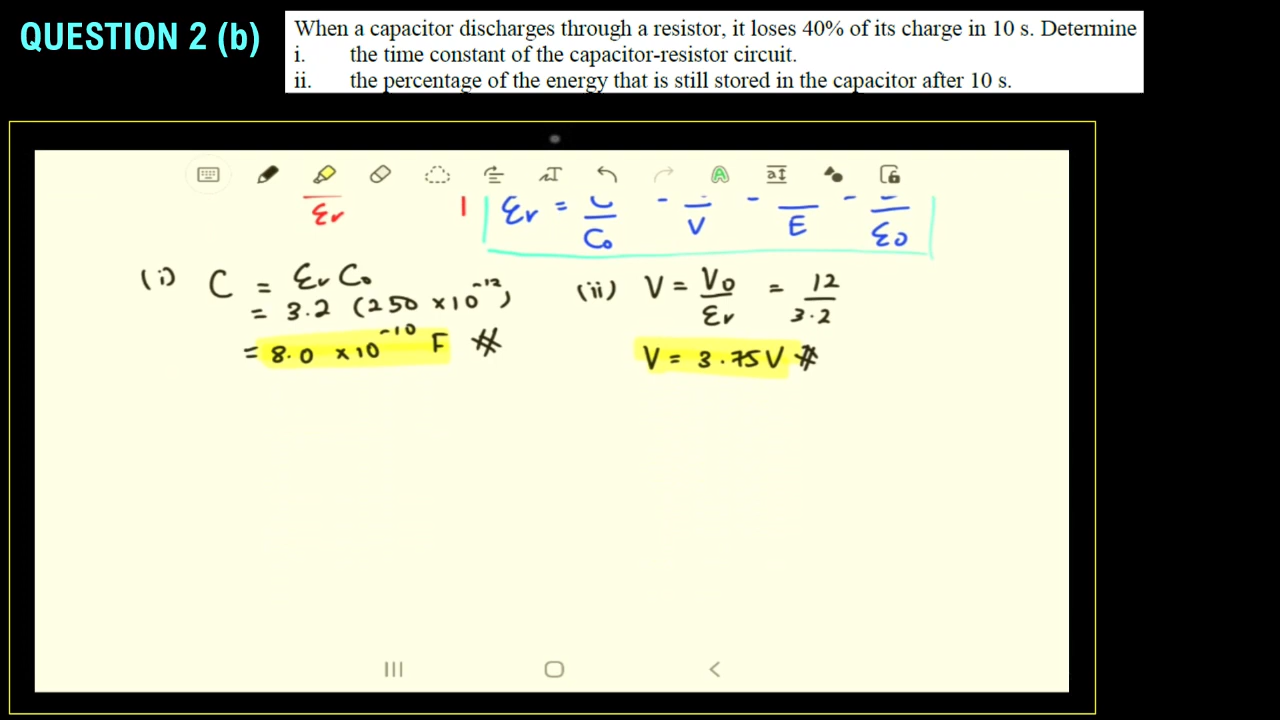 QUESTION 2 (b)
When a capacitor discharges through a resistor, it loses 40% of its charge in 10 s. Determine
i. the time constant of the capacitor-resistor circuit.
ii. the percentage of the energy that is still stored in the capacitor after 10 s.
εr
εr = C/C₀ - /V - /E - /ε₀
(i) C = εr C₀
= 3.2 (250 × 10⁻¹²)
= 8.0 × 10⁻¹⁰ F #
(ii) V = V₀/εr = 12/3.2
V = 3.75 V #